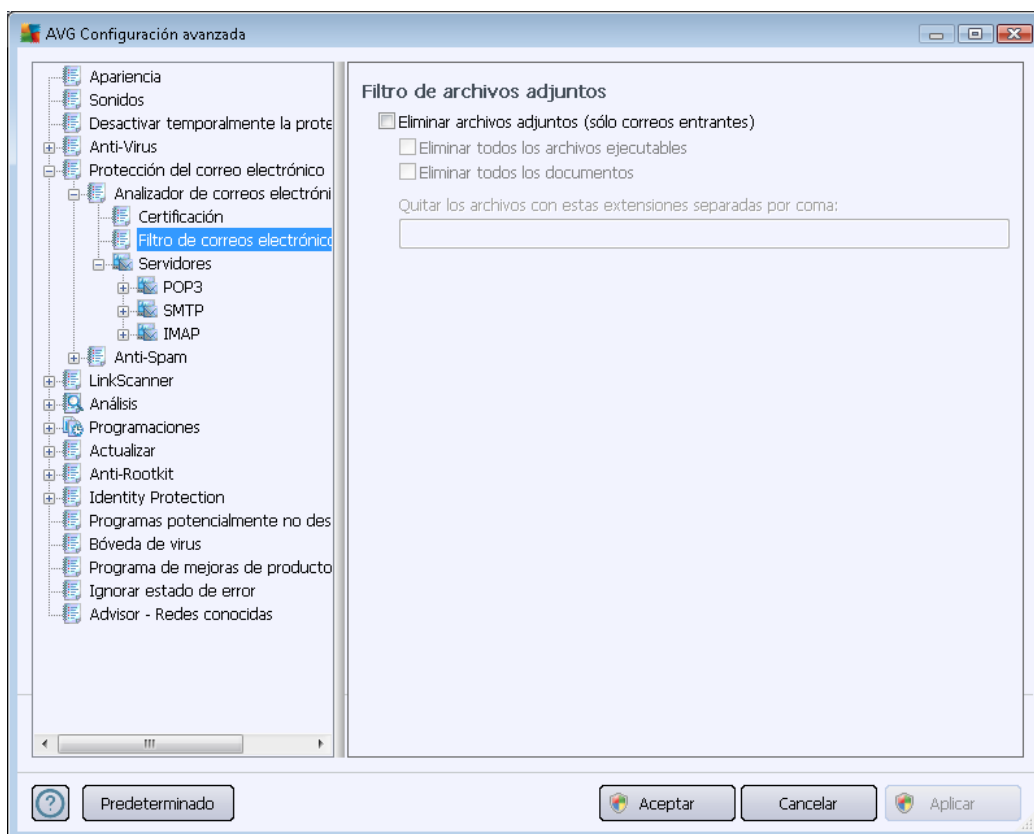 AVG Configuración avanzada
Apariencia
Sonidos
Desactivar temporalmente la prote
Anti-Virus
Protección del correo electrónico
Analizador de correos electróni
Certificación
Filtro de correos electrónico
Servidores
POP3
SMTP
IMAP
Anti-Spam
LinkScanner
Análisis
Programaciones
Actualizar
Anti-Rootkit
Identity Protection
Programas potencialmente no des
Bóveda de virus
Programa de mejoras de producto
Ignorar estado de error
Advisor - Redes conocidas
Filtro de archivos adjuntos
Eliminar archivos adjuntos (sólo correos entrantes)
Eliminar todos los archivos ejecutables
Eliminar todos los documentos
Quitar los archivos con estas extensiones separadas por coma:
Predeterminado
Aceptar
Cancelar
Aplicar